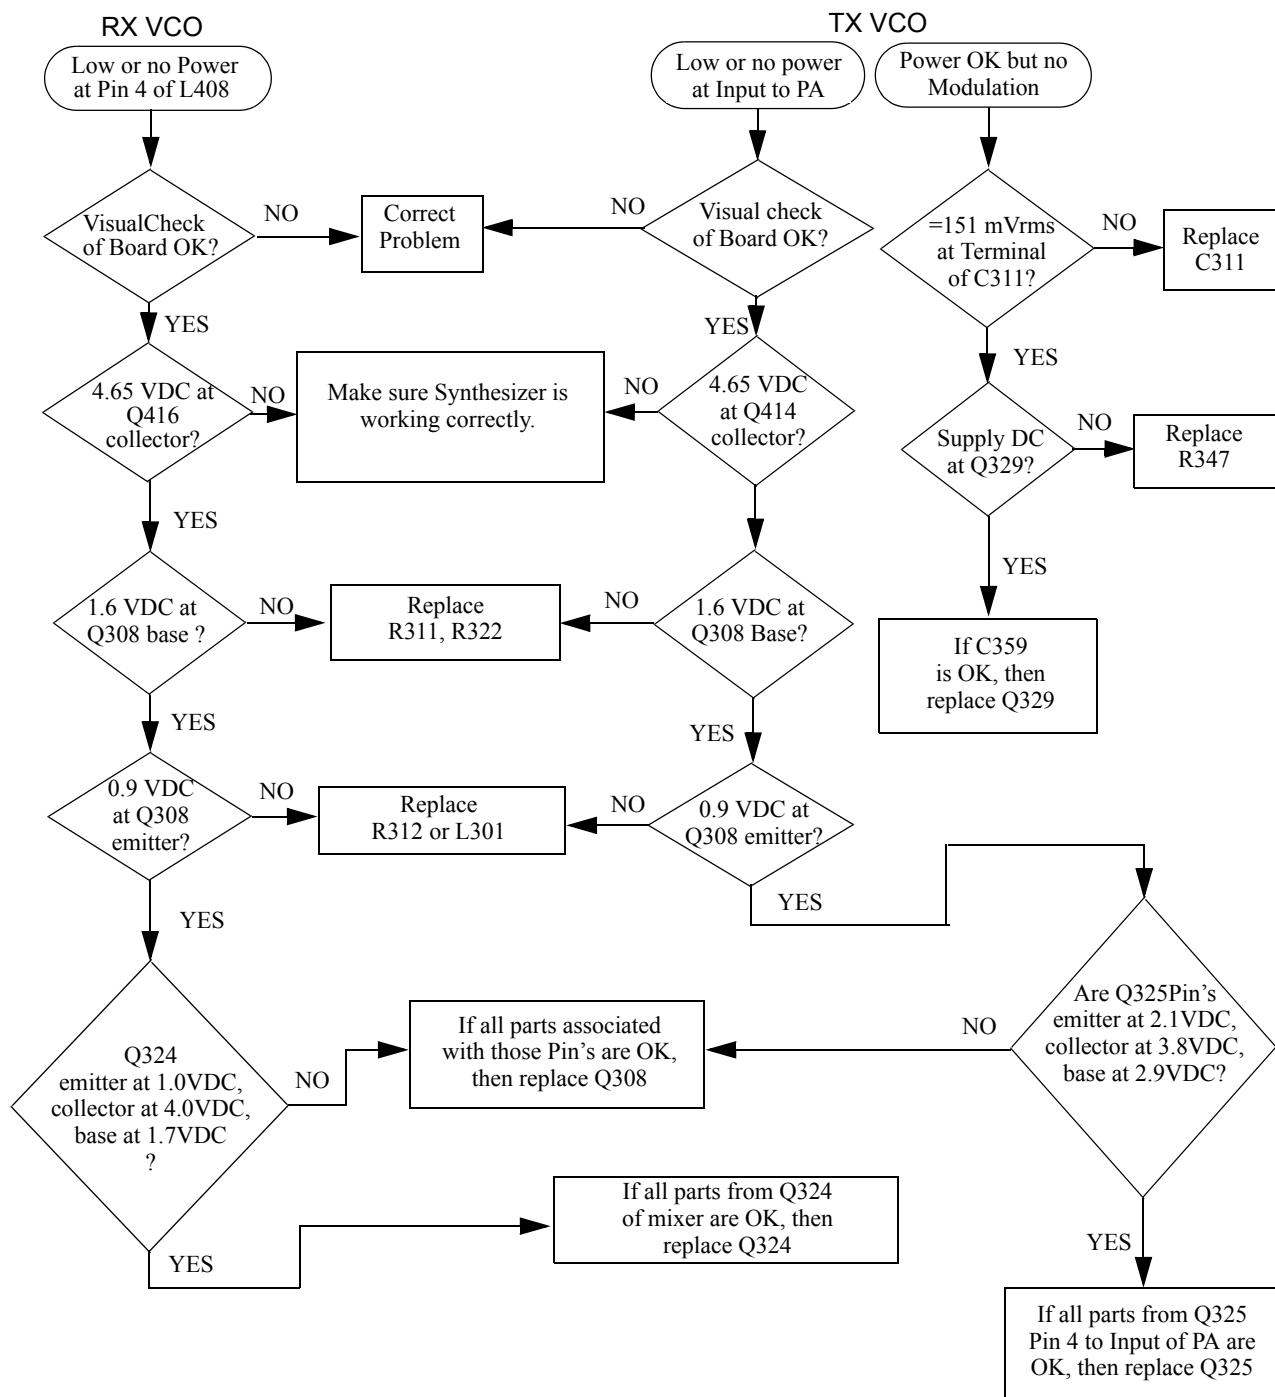 RX VCO
TX VCO
Low or no Power
at Pin 4 of L408
Low or no power
at Input to PA
Power OK but no
Modulation
VisualCheck
of Board OK?
NO
Correct
Problem
NO
Visual check
of Board OK?
=151 mVrms
at Terminal
of C311?
NO
Replace
C311
YES
YES
YES
4.65 VDC at
Q416
collector?
NO
Make sure Synthesizer is
working correctly.
NO
4.65 VDC
at Q414
collector?
Supply DC
at Q329?
NO
Replace
R347
YES
YES
1.6 VDC at
Q308 base ?
NO
Replace
R311, R322
NO
1.6 VDC at
Q308 Base?
If C359
is OK, then
replace Q329
YES
YES
0.9 VDC
at Q308
emitter?
NO
Replace
R312 or L301
NO
0.9 VDC at
Q308 emitter?
YES
YES
Q324
emitter at 1.0VDC,
collector at 4.0VDC,
base at 1.7VDC
?
NO
If all parts associated
with those Pin's are OK,
then replace Q308
NO
Are Q325Pin's
emitter at 2.1VDC,
collector at 3.8VDC,
base at 2.9VDC?
YES
If all parts from Q324
of mixer are OK, then
replace Q324
YES
If all parts from Q325
Pin 4 to Input of PA are
OK, then replace Q325